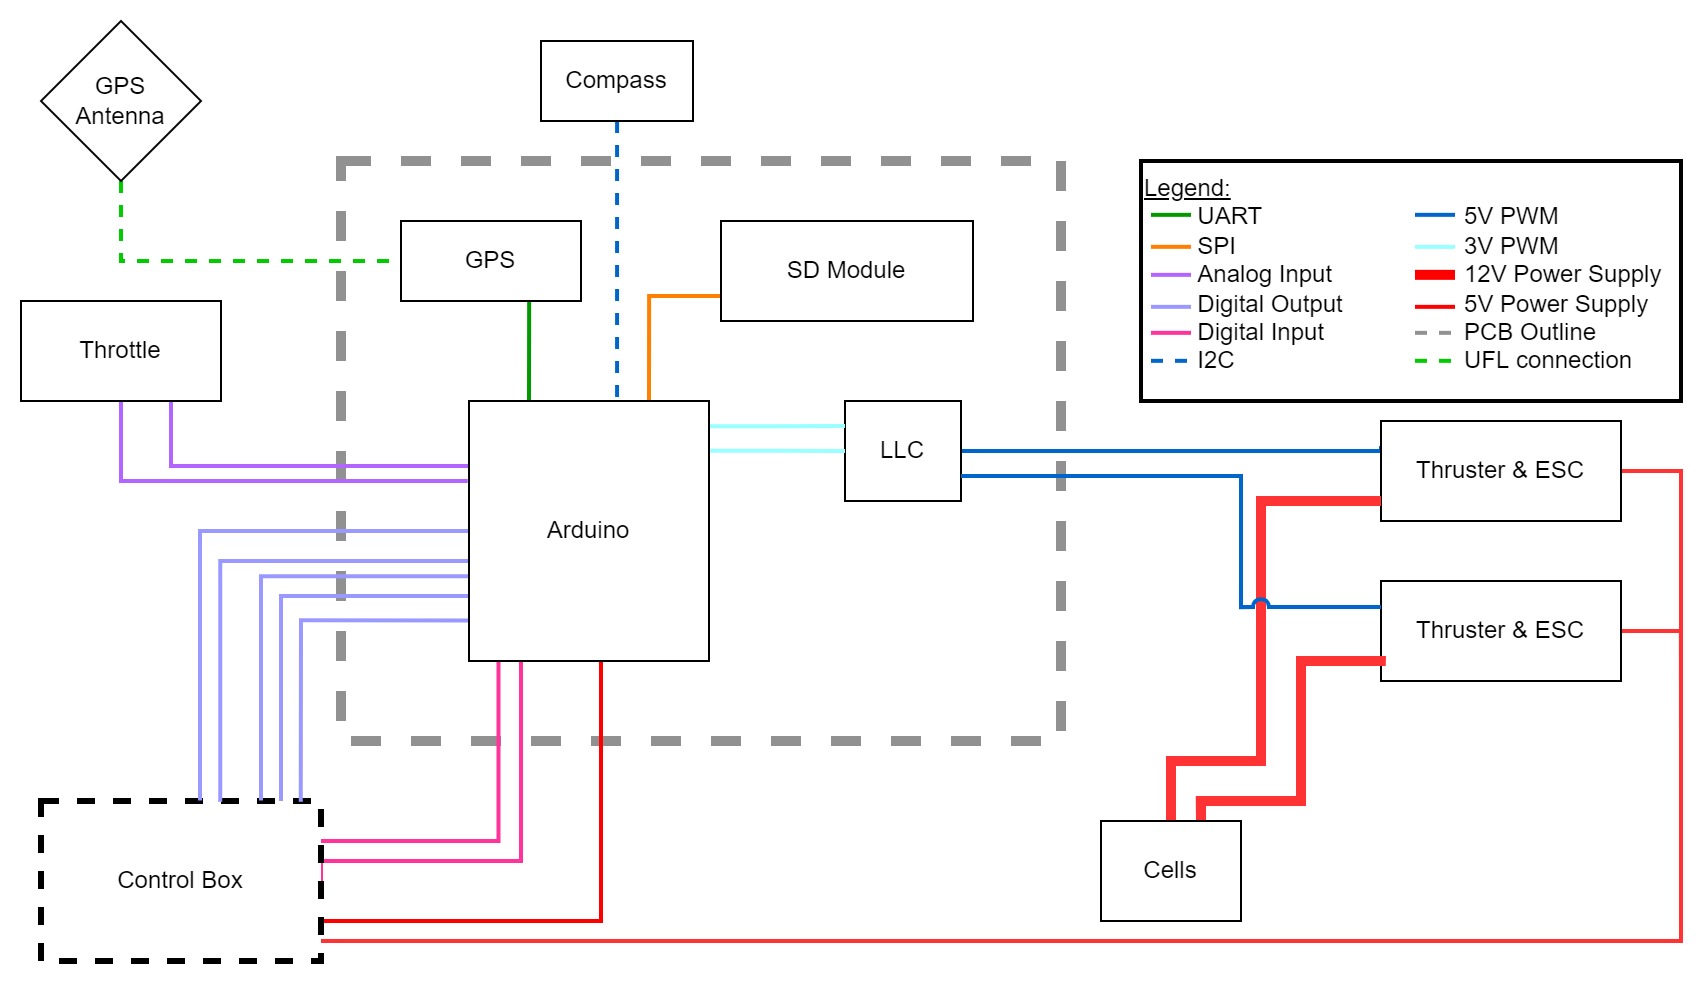 GPS
Antenna
Compass
GPS
SD Module
Legend:
UART
SPI
Analog Input
Digital Output
Digital Input
I2C
5V PWM
3V PWM
12V Power Supply
5V Power Supply
PCB Outline
UFL connection
Throttle
LLC
Arduino
Thruster & ESC
Thruster & ESC
Control Box
Cells